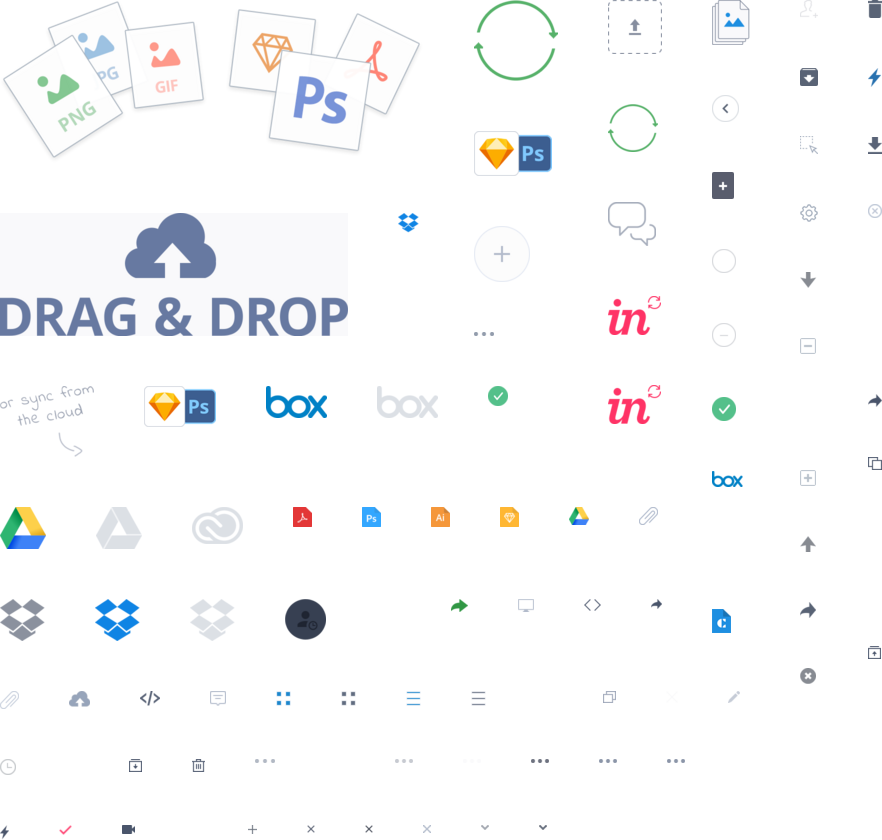 PNG
PG
GIF
Ps
Ps
DRAG & DROP
in
or sync from
the cloud
Ps
box
box
in
box
Ps
Ai